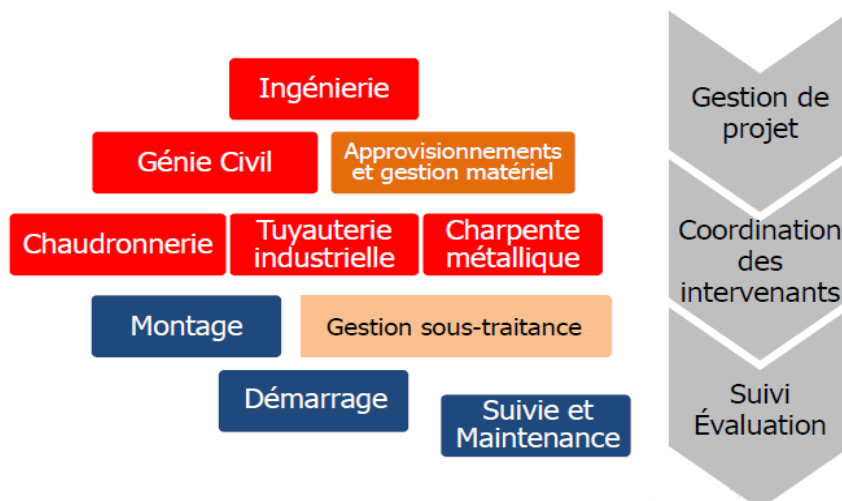 Ingénierie
Génie Civil
Approvisionnements
et gestion matériel
Chaudronnerie
Tuyauterie
industrielle
Charpente
métallique
Montage
Gestion sous-traitance
Démarrage
Suivie et
Maintenance
Gestion de
projet
Coordination
des
intervenants
Suivi
Évaluation